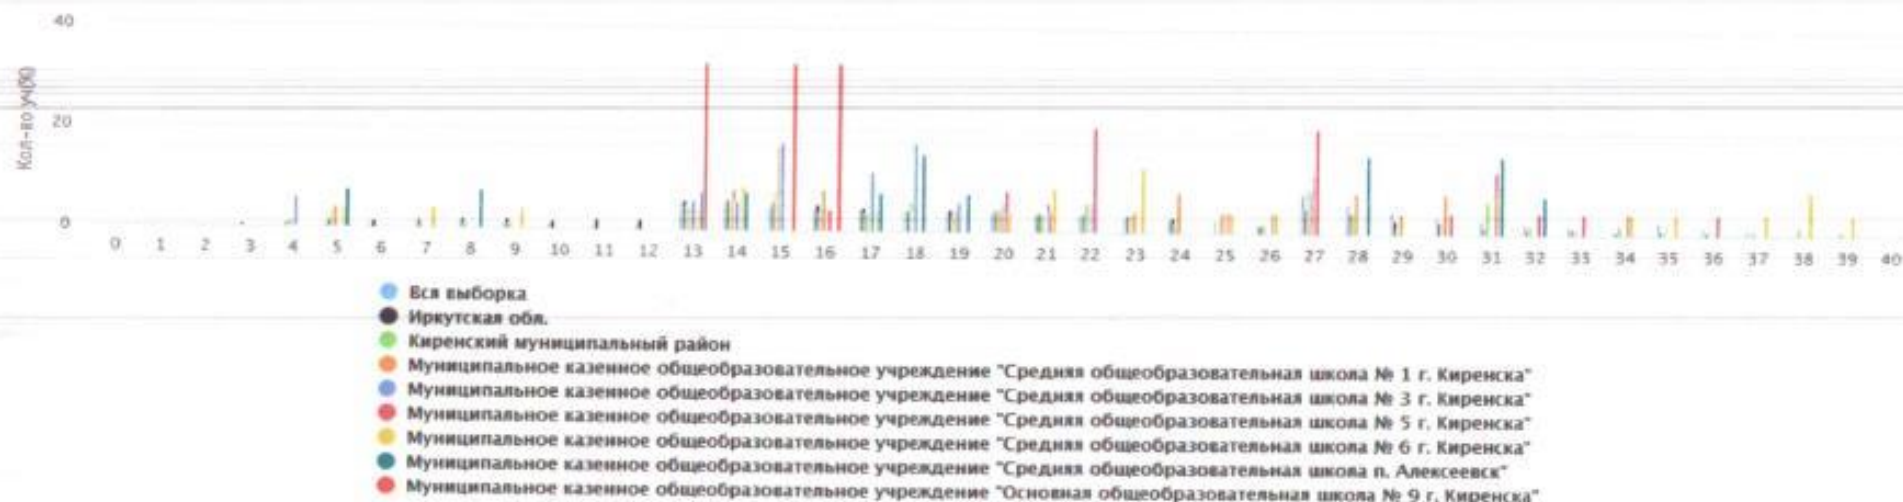 40
Кол-во уч(%)
20
0
0 1 2 3 4 5 6 7 8 9 10 11 12 13 14 15 16 17 18 19 20 21 22 23 24 25 26 27 28 29 30 31 32 33 34 35 36 37 38 39 40
Вся выборка
Иркутская обл.
Киренский муниципальный район
Муниципальное казенное общеобразовательное учреждение "Средняя общеобразовательная школа № 1 г. Киренска"
Муниципальное казенное общеобразовательное учреждение "Средняя общеобразовательная школа № 3 г. Киренска"
Муниципальное казенное общеобразовательное учреждение "Средняя общеобразовательная школа № 5 г. Киренска"
Муниципальное казенное общеобразовательное учреждение "Средняя общеобразовательная школа № 6 г. Киренска"
Муниципальное казенное общеобразовательное учреждение "Средняя общеобразовательная школа п. Алексеевск"
Муниципальное казенное общеобразовательное учреждение "Основная общеобразовательная школа № 9 г. Киренска"